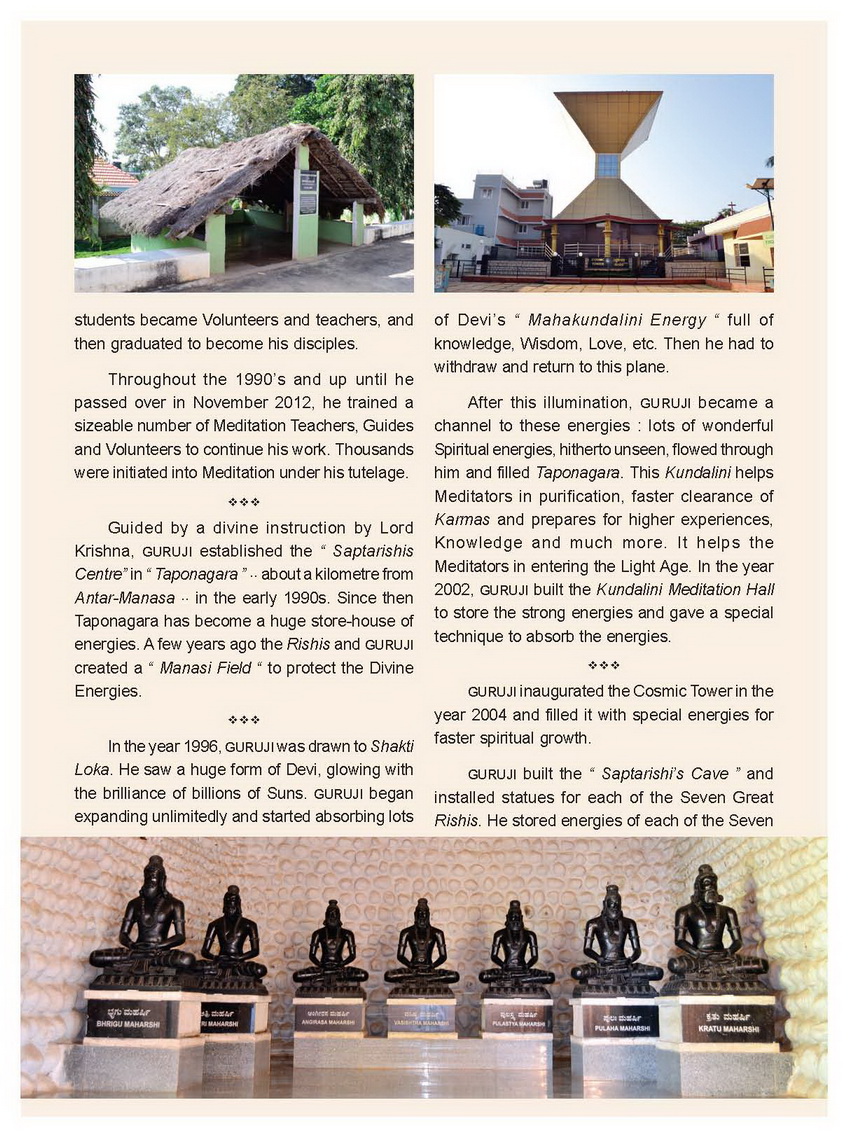 students became Volunteers and teachers, and
then graduated to become his disciples.
Throughout the 1990's and up until he
passed over in November 2012, he trained a
sizeable number of Meditation Teachers, Guides
and Volunteers to continue his work. Thousands
were initiated into Meditation under his tutelage.
❖❖❖
Guided by a divine instruction by Lord
Krishna, GURUJI established the “ Saptarishis
Centre” in “ Taponagara ” ·· about a kilometre from
Antar-Manasa ·· in the early 1990s. Since then
Taponagara has become a huge store-house of
energies. A few years ago the Rishis and GURUJI
created a “ Manasi Field “ to protect the Divine
Energies.
❖❖❖
In the year 1996, GURUJI was drawn to Shakti
Loka. He saw a huge form of Devi, glowing with
the brilliance of billions of Suns. GURUJI began
expanding unlimitedly and started absorbing lots
of Devi's “ Mahakundalini Energy “ full of
knowledge, Wisdom, Love, etc. Then he had to
withdraw and return to this plane.
After this illumination, GURUJI became a
channel to these energies : lots of wonderful
Spiritual energies, hitherto unseen, flowed through
him and filled Taponagara. This Kundalini helps
Meditators in purification, faster clearance of
Karmas and prepares for higher experiences,
Knowledge and much more. It helps the
Meditators in entering the Light Age. In the year
2002, GURUJI built the Kundalini Meditation Hall
to store the strong energies and gave a special
technique to absorb the energies.
❖❖❖
GURUJI inaugurated the Cosmic Tower in the
year 2004 and filled it with special energies for
faster spiritual growth.
GURUJI built the “ Saptarishi's Cave ” and
installed statues for each of the Seven Great
Rishis. He stored energies of each of the Seven
ಭೃಗು ಮಹರ್ಷಿ
BHRIGU MAHARSHI
ಮಹರ್ಷಿ
RI MAHARSHI
ಅಂಗೀರಸ ಮಹರ್ಷಿ
ANGIRASA MAHARSHI
ವಸಿಷ್ಠ ಮಹರ್ಷಿ
VASISHTHA MAHARSHI
ಪುಲಸ್ತ್ಯ ಮಹರ್ಷಿ
PULASTYA MAHARSHI
ಪುಲಹ ಮಹರ್ಷಿ
PULAHA MAHARSHI
ಕ್ರತು ಮಹರ್ಷಿ
KRATU MAHARSHI